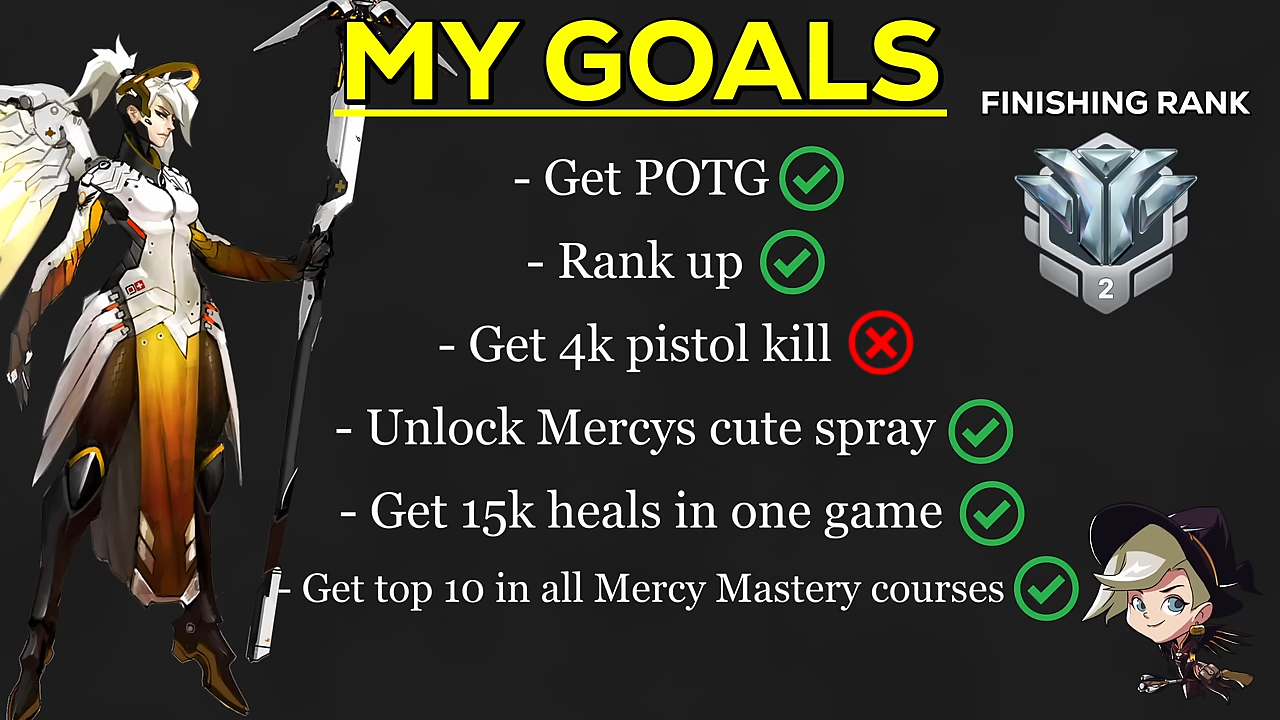 MY GOALS
FINISHING RANK
- Get POTG
2
- Rank up
- Get 4k pistol kill
- Unlock Mercys cute spray
- Get 15k heals in one game
- Get top 10 in all Mercy Mastery courses